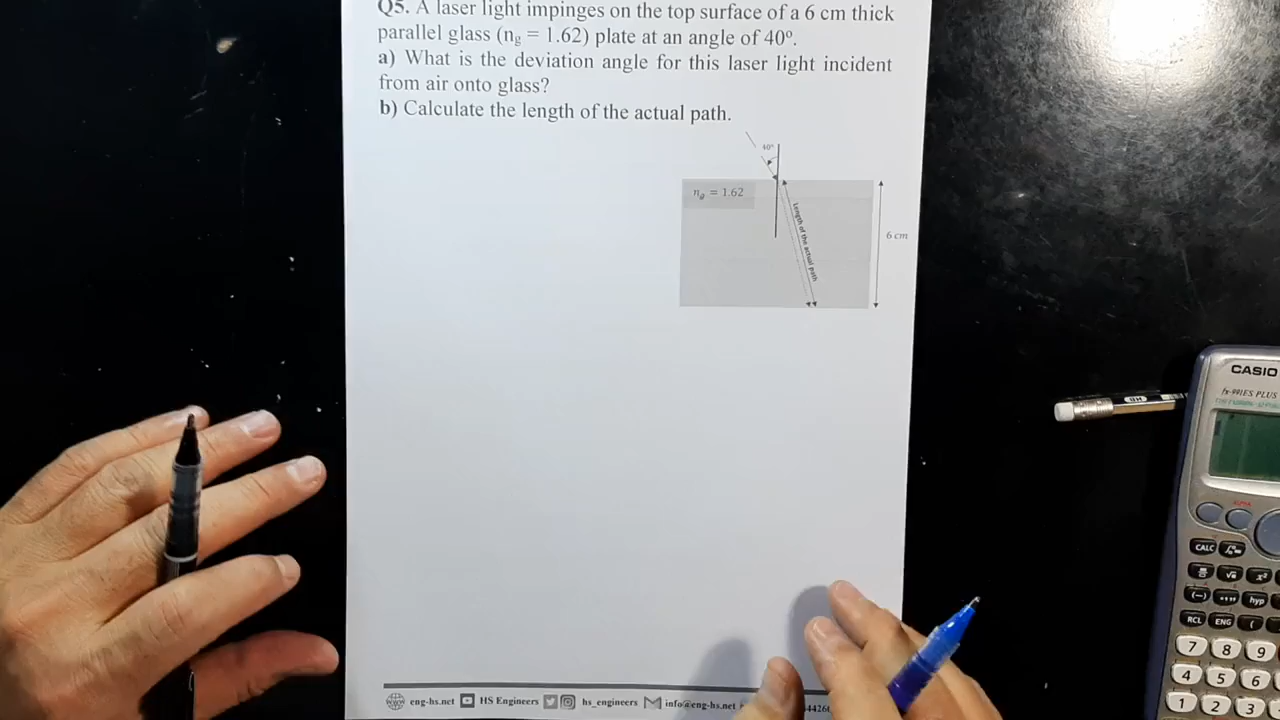 Q5. A laser light impinges on the top surface of a 6 cm thick
parallel glass (ng = 1.62) plate at an angle of 40º.
a) What is the deviation angle for this laser light incident
from air onto glass?
b) Calculate the length of the actual path.
40°
ng = 1.62
Length of the actual path
6 cm
CASIO
fx-991ES PLUS
ALPHA
CALC
hyp
RCL ENG (
7 8 9
4 5 6
1 2 3
www eng-hs.net HS Engineers hs_engineers info@eng-hs.net